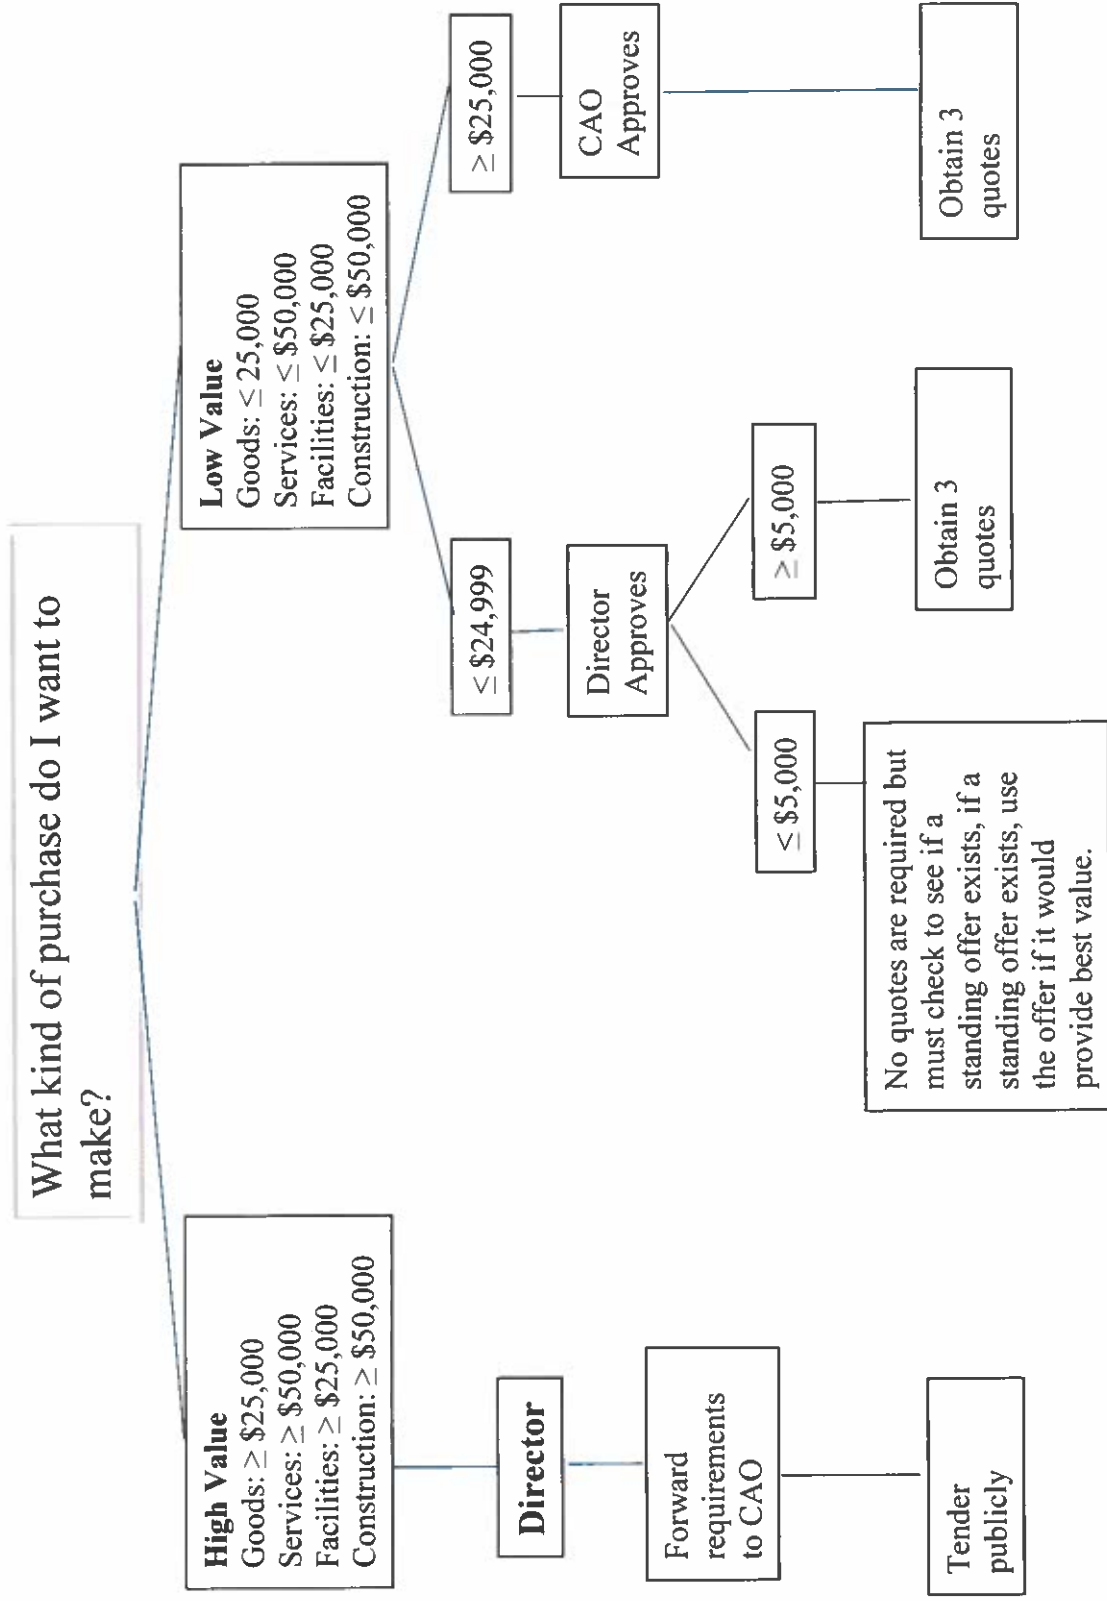 What kind of purchase do I want to
make?
High Value
Goods: ≥ $25,000
Services: ≥ $50,000
Facilities: ≥ $25,000
Construction: ≥ $50,000
Director
Forward
requirements
to CAO
Tender
publicly
Low Value
Goods: ≤ 25,000
Services: ≤ $50,000
Facilities: ≤ $25,000
Construction: ≤ $50,000
≤ $24,999
Director
Approves
≤ $5,000
No quotes are required but
must check to see if a
standing offer exists, if a
standing offer exists, use
the offer if it would
provide best value.
≥ $5,000
Obtain 3
quotes
≥ $25,000
CAO
Approves
Obtain 3
quotes